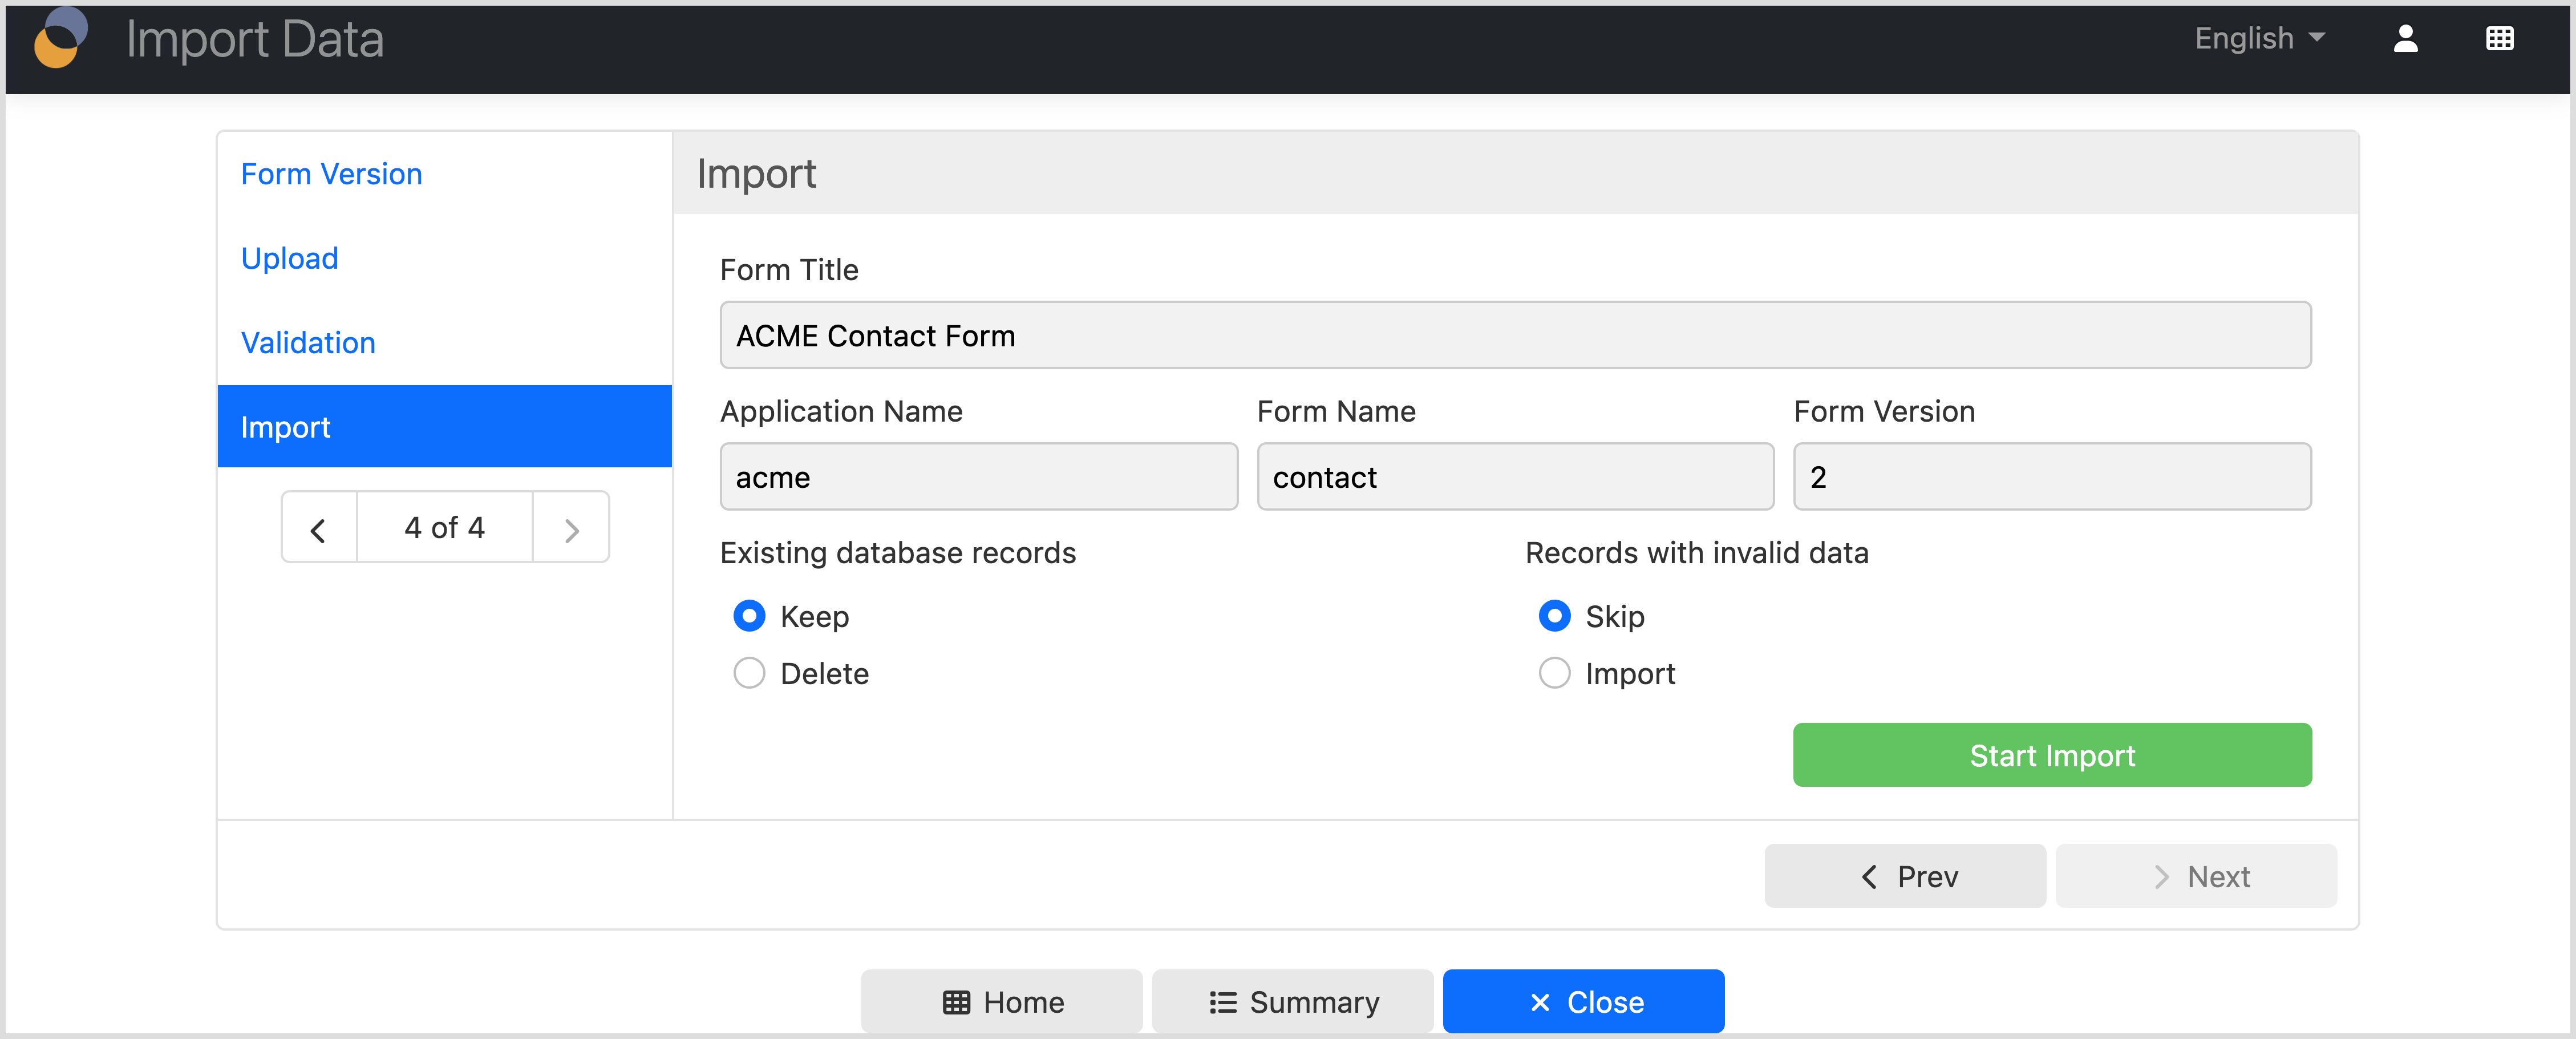 Import Data
English
Form Version
Upload
Validation
Import
4 of 4
Import
Form Title
ACME Contact Form
Application Name
Form Name
Form Version
acme
contact
2
Existing database records
Records with invalid data
Keep
Skip
Delete
Import
Start Import
Prev
Next
Home
Summary
Close